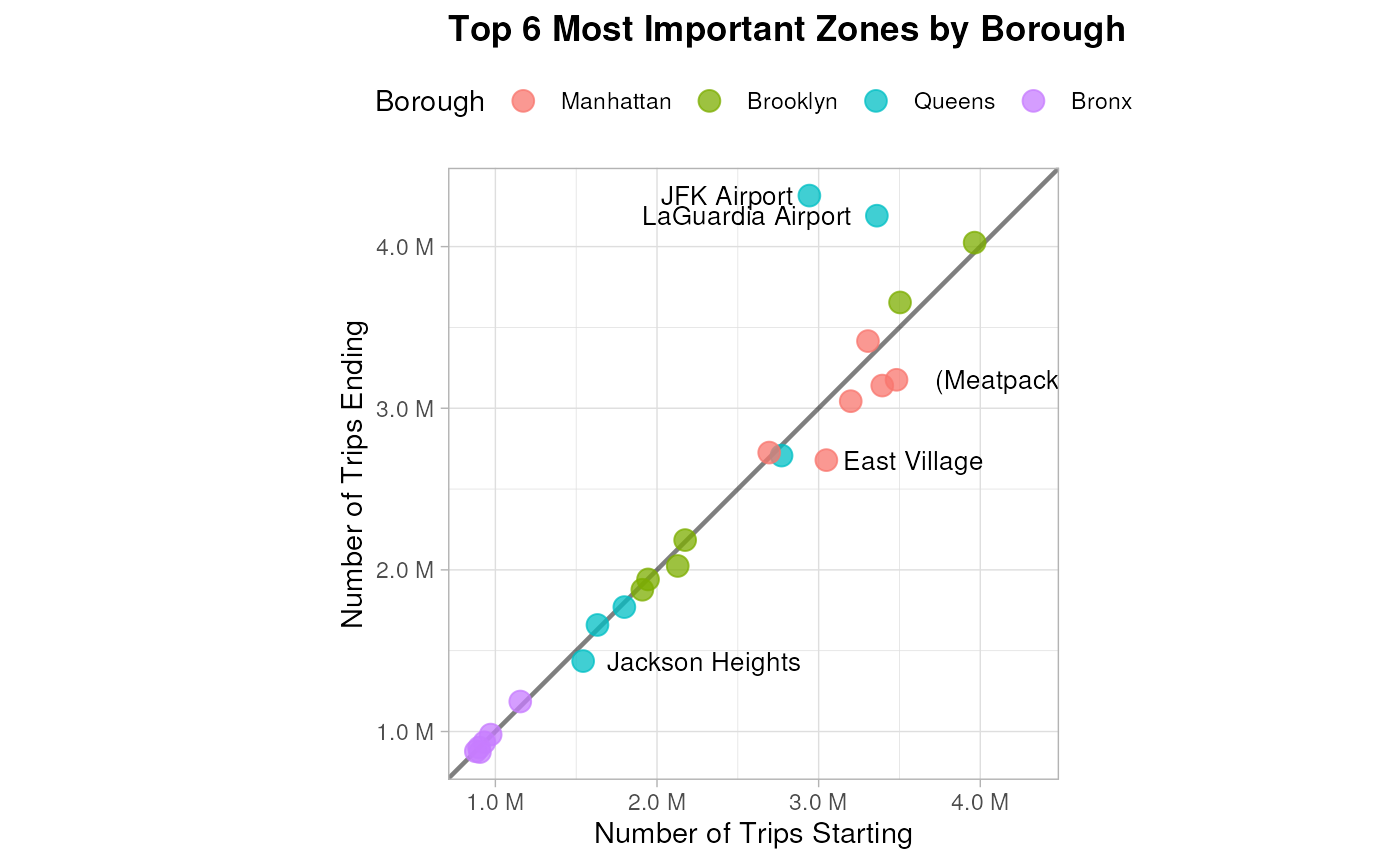 Top 6 Most Important Zones by Borough
Borough Manhattan Brooklyn Queens Bronx
JFK Airport
LaGuardia Airport
(Meatpack
East Village
Jackson Heights
4.0 M
3.0 M
2.0 M
1.0 M
Number of Trips Ending
1.0 M 2.0 M 3.0 M 4.0 M
Number of Trips Starting